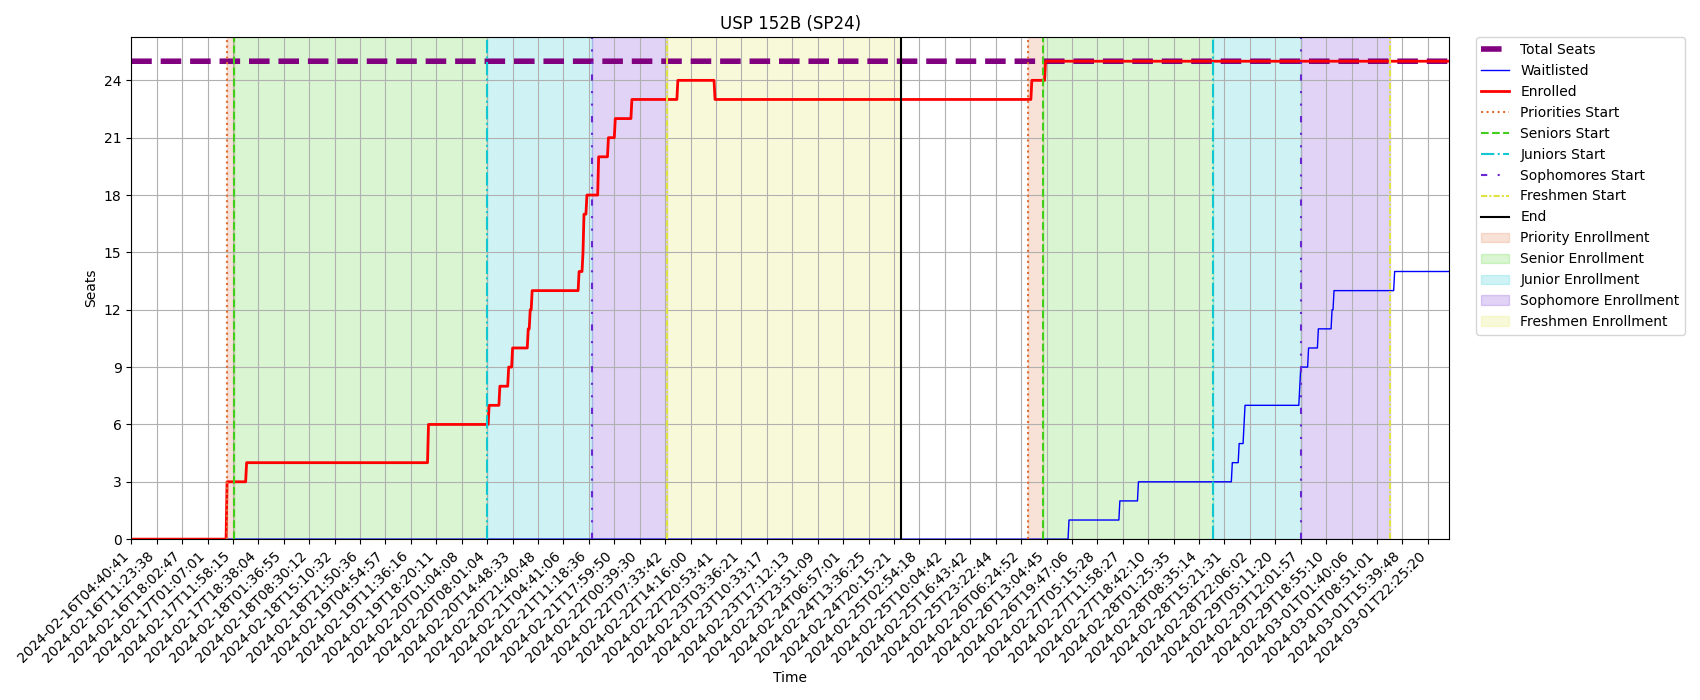 USP 152B (SP24)
Seats
24
21
18
15
12
9
6
3
0
2024-02-16T04:40:41
2024-02-16T11:23:38
2024-02-16T18:02:47
2024-02-17T01:07:01
2024-02-17T11:58:15
2024-02-17T18:38:04
2024-02-18T01:36:55
2024-02-18T08:30:12
2024-02-18T15:10:32
2024-02-18T21:50:36
2024-02-19T04:54:57
2024-02-19T11:36:16
2024-02-19T18:20:11
2024-02-20T01:04:08
2024-02-20T08:01:04
2024-02-20T14:48:33
2024-02-20T21:40:48
2024-02-21T04:41:06
2024-02-21T11:18:36
2024-02-21T17:59:50
2024-02-22T00:39:30
2024-02-22T07:33:42
2024-02-22T14:16:00
2024-02-22T20:53:41
2024-02-23T03:36:21
2024-02-23T10:33:17
2024-02-23T17:12:13
2024-02-23T23:51:09
2024-02-24T06:57:01
2024-02-24T13:36:25
2024-02-24T20:15:21
2024-02-25T02:54:18
2024-02-25T10:04:42
2024-02-25T16:43:42
2024-02-25T23:22:44
2024-02-26T06:24:52
2024-02-26T13:04:45
2024-02-26T19:47:06
2024-02-27T05:15:28
2024-02-27T11:58:27
2024-02-27T18:42:10
2024-02-28T01:25:35
2024-02-28T08:35:14
2024-02-28T15:21:31
2024-02-28T22:06:02
2024-02-29T05:11:20
2024-02-29T12:01:57
2024-02-29T18:55:10
2024-03-01T01:40:06
2024-03-01T08:51:01
2024-03-01T15:39:48
2024-03-01T22:25:20
Time
Total Seats
Waitlisted
Enrolled
Priorities Start
Seniors Start
Juniors Start
Sophomores Start
Freshmen Start
End
Priority Enrollment
Senior Enrollment
Junior Enrollment
Sophomore Enrollment
Freshmen Enrollment